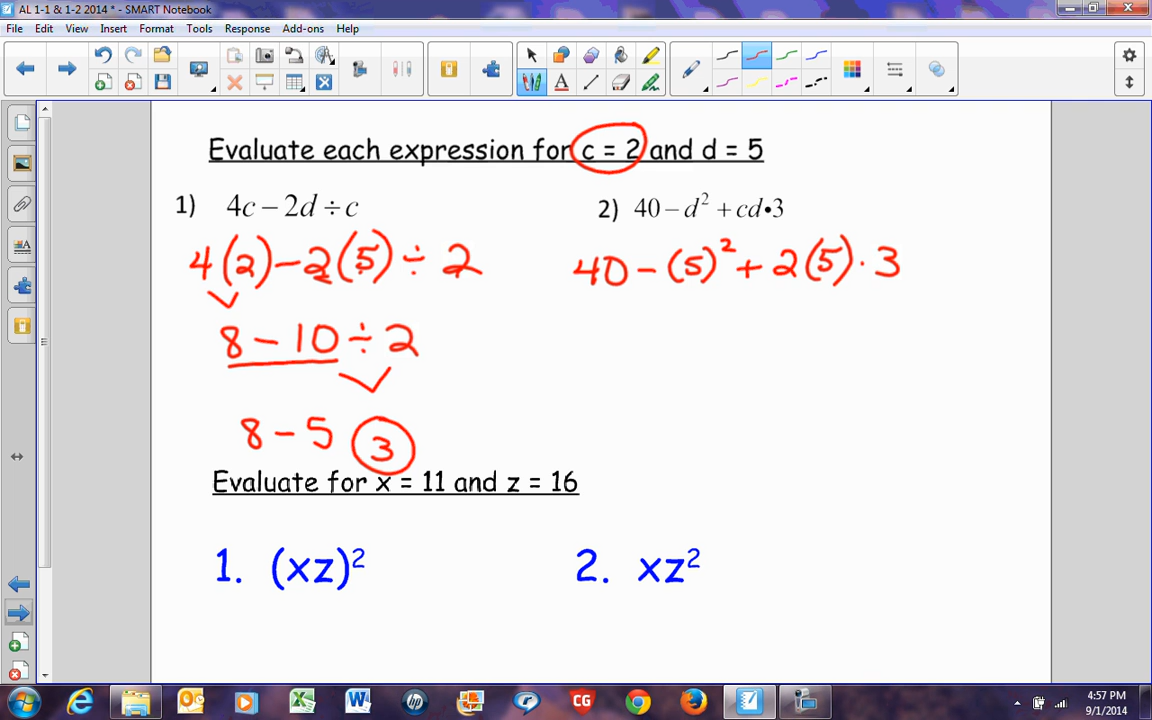 AL 1-1 & 1-2 2014 * - SMART Notebook
File Edit View Insert Format Tools Response Add-ons Help
Evaluate each expression for c = 2 and d = 5
1) 4c – 2d ÷ c
2) 40 – d² + cd•3
4(2) – 2(5) ÷ 2
40 – (5)² + 2(5) · 3
8 – 10 ÷ 2
8 – 5 3
Evaluate for x = 11 and z = 16
1. (xz)²
2. xz²
CG
4:57 PM
9/1/2014